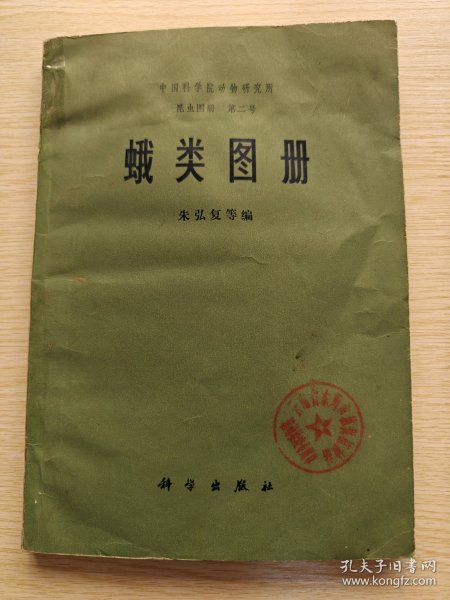 中国科学院动物研究所
昆虫图册 第二号
蛾类图册
朱弘复等编
科学出版社
孔夫子旧书网
www.kongfz.com